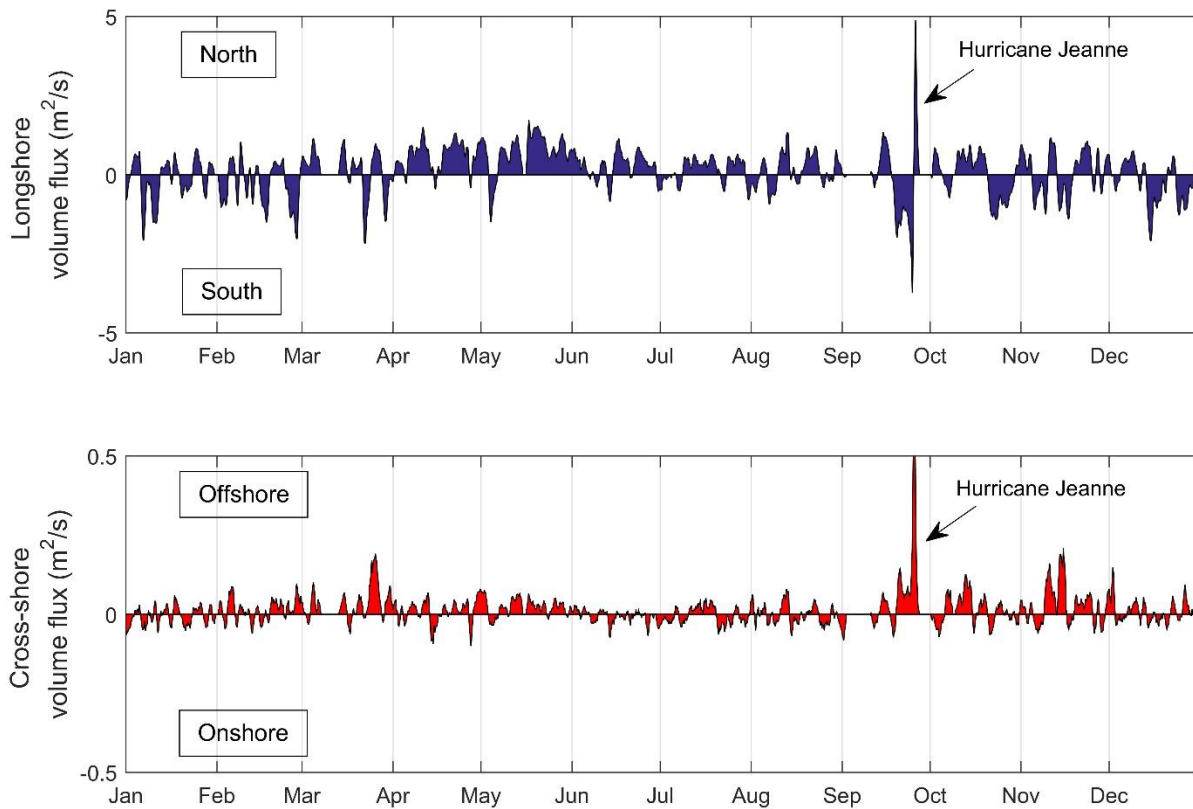 5
North
Hurricane Jeanne
Longshore
volume flux (m²/s)
0
South
-5
Jan Feb Mar Apr May Jun Jul Aug Sep Oct Nov Dec
0.5
Offshore
Hurricane Jeanne
Cross-shore
volume flux (m²/s)
0
Onshore
-0.5
Jan Feb Mar Apr May Jun Jul Aug Sep Oct Nov Dec